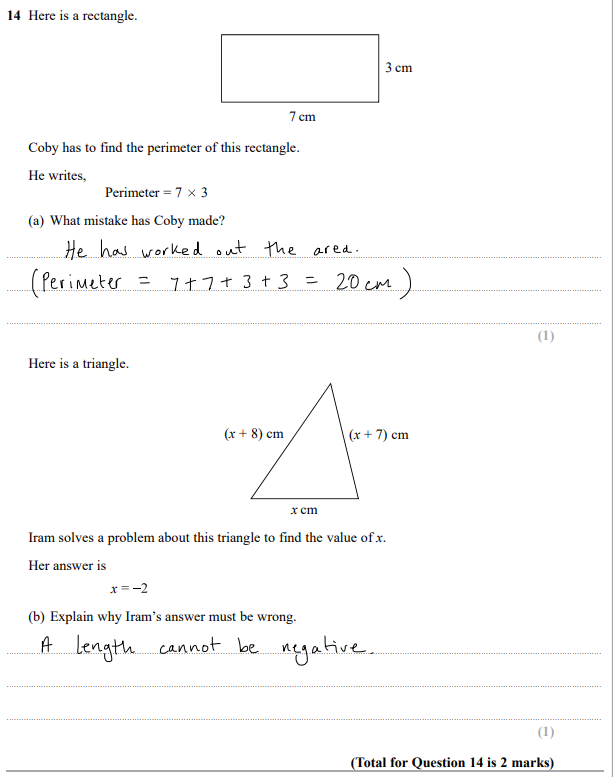 14 Here is a rectangle.
3 cm
7 cm
Coby has to find the perimeter of this rectangle.
He writes,
Perimeter = 7 × 3
(a) What mistake has Coby made?
He has worked out the area.
(Perimeter = 7+7+3+3 = 20cm)
(1)
Here is a triangle.
(x + 8) cm
(x + 7) cm
x cm
Iram solves a problem about this triangle to find the value of x.
Her answer is
x = −2
(b) Explain why Iram’s answer must be wrong.
A length cannot be negative.
(1)
(Total for Question 14 is 2 marks)